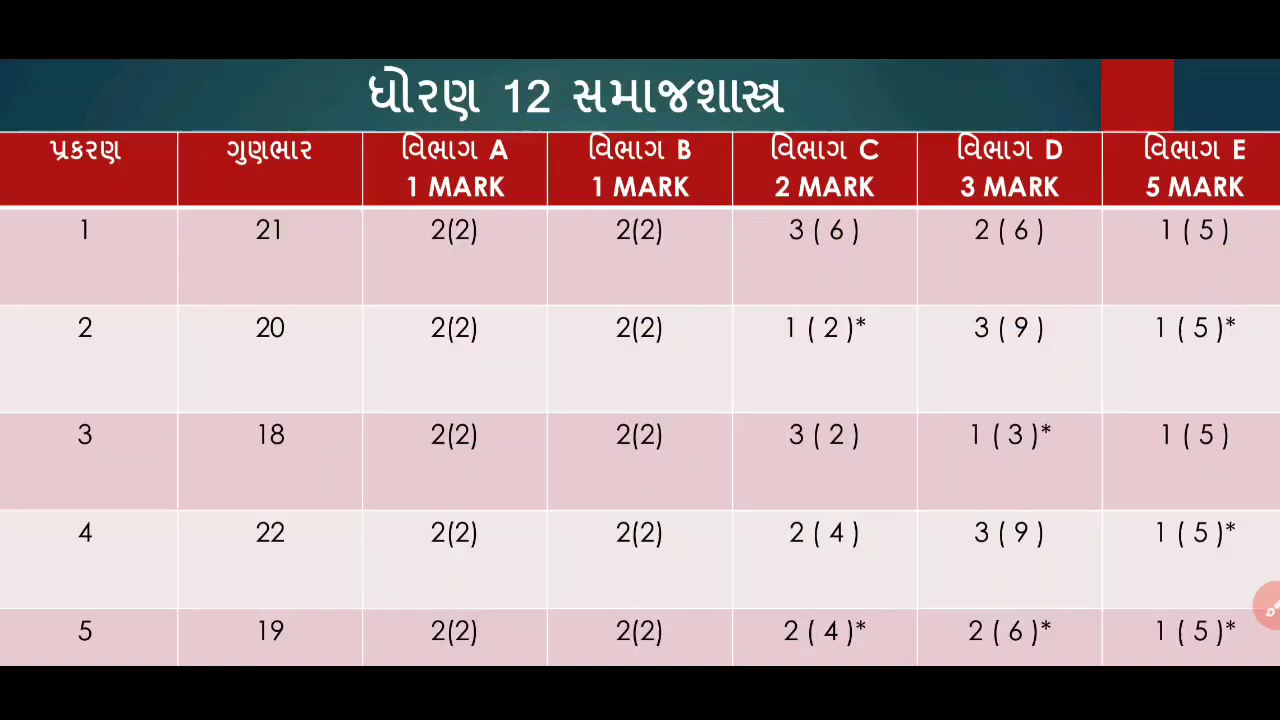 ધોરણ 12 સમાજશાસ્ત્ર
પ્રકરણ ગુણભાર વિભાગ A વિભાગ B વિભાગ C વિભાગ D વિભાગ E
1 MARK 1 MARK 2 MARK 3 MARK 5 MARK
1 21 2(2) 2(2) 3 ( 6 ) 2 ( 6 ) 1 ( 5 )
2 20 2(2) 2(2) 1 ( 2 )* 3 ( 9 ) 1 ( 5 )*
3 18 2(2) 2(2) 3 ( 2 ) 1 ( 3 )* 1 ( 5 )
4 22 2(2) 2(2) 2 ( 4 ) 3 ( 9 ) 1 ( 5 )*
5 19 2(2) 2(2) 2 ( 4 )* 2 ( 6 )* 1 ( 5 )*